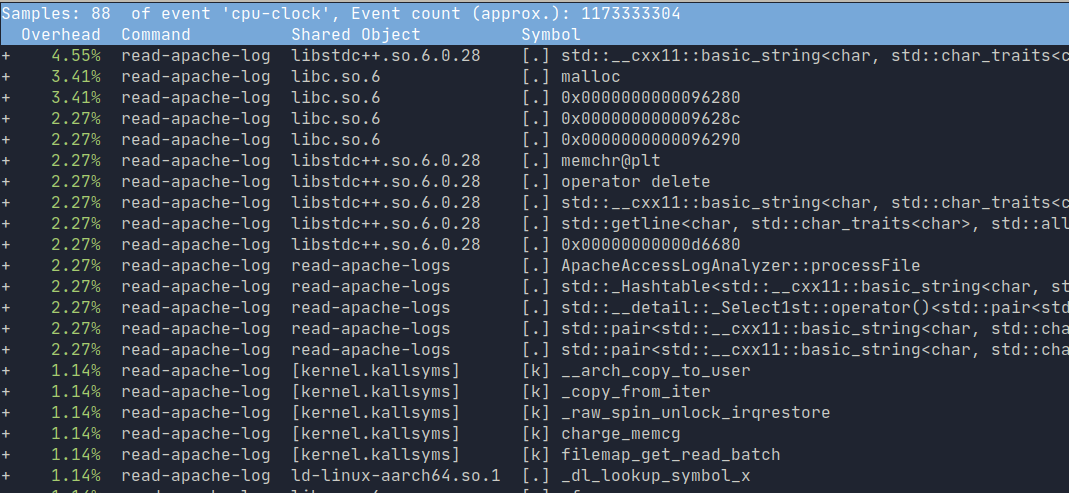 Samples: 88  of event 'cpu-clock', Event count (approx.): 1173333304
Overhead  Command  Shared Object  Symbol
+  4.55%  read-apache-log  libstdc++.so.6.0.28  [.] std::__cxx11::basic_string<char, std::char_traits<c
+  3.41%  read-apache-log  libc.so.6  [.] malloc
+  3.41%  read-apache-log  libc.so.6  [.] 0x0000000000096280
+  2.27%  read-apache-log  libc.so.6  [.] 0x000000000009628c
+  2.27%  read-apache-log  libc.so.6  [.] 0x0000000000096290
+  2.27%  read-apache-log  libstdc++.so.6.0.28  [.] memchr@plt
+  2.27%  read-apache-log  libstdc++.so.6.0.28  [.] operator delete
+  2.27%  read-apache-log  libstdc++.so.6.0.28  [.] std::__cxx11::basic_string<char, std::char_traits<c
+  2.27%  read-apache-log  libstdc++.so.6.0.28  [.] std::getline<char, std::char_traits<char>, std::all
+  2.27%  read-apache-log  libstdc++.so.6.0.28  [.] 0x00000000000d6680
+  2.27%  read-apache-log  read-apache-logs  [.] ApacheAccessLogAnalyzer::processFile
+  2.27%  read-apache-log  read-apache-logs  [.] std::_Hashtable<std::__cxx11::basic_string<char, st
+  2.27%  read-apache-log  read-apache-logs  [.] std::__detail::_Select1st::operator()<std::pair<std
+  2.27%  read-apache-log  read-apache-logs  [.] std::pair<std::__cxx11::basic_string<char, std::cha
+  2.27%  read-apache-log  read-apache-logs  [.] std::pair<std::__cxx11::basic_string<char, std::cha
+  1.14%  read-apache-log  [kernel.kallsyms]  [k] __arch_copy_to_user
+  1.14%  read-apache-log  [kernel.kallsyms]  [k] _copy_from_iter
+  1.14%  read-apache-log  [kernel.kallsyms]  [k] _raw_spin_unlock_irqrestore
+  1.14%  read-apache-log  [kernel.kallsyms]  [k] charge_memcg
+  1.14%  read-apache-log  [kernel.kallsyms]  [k] filemap_get_read_batch
+  1.14%  read-apache-log  ld-linux-aarch64.so.1  [.] _dl_lookup_symbol_x